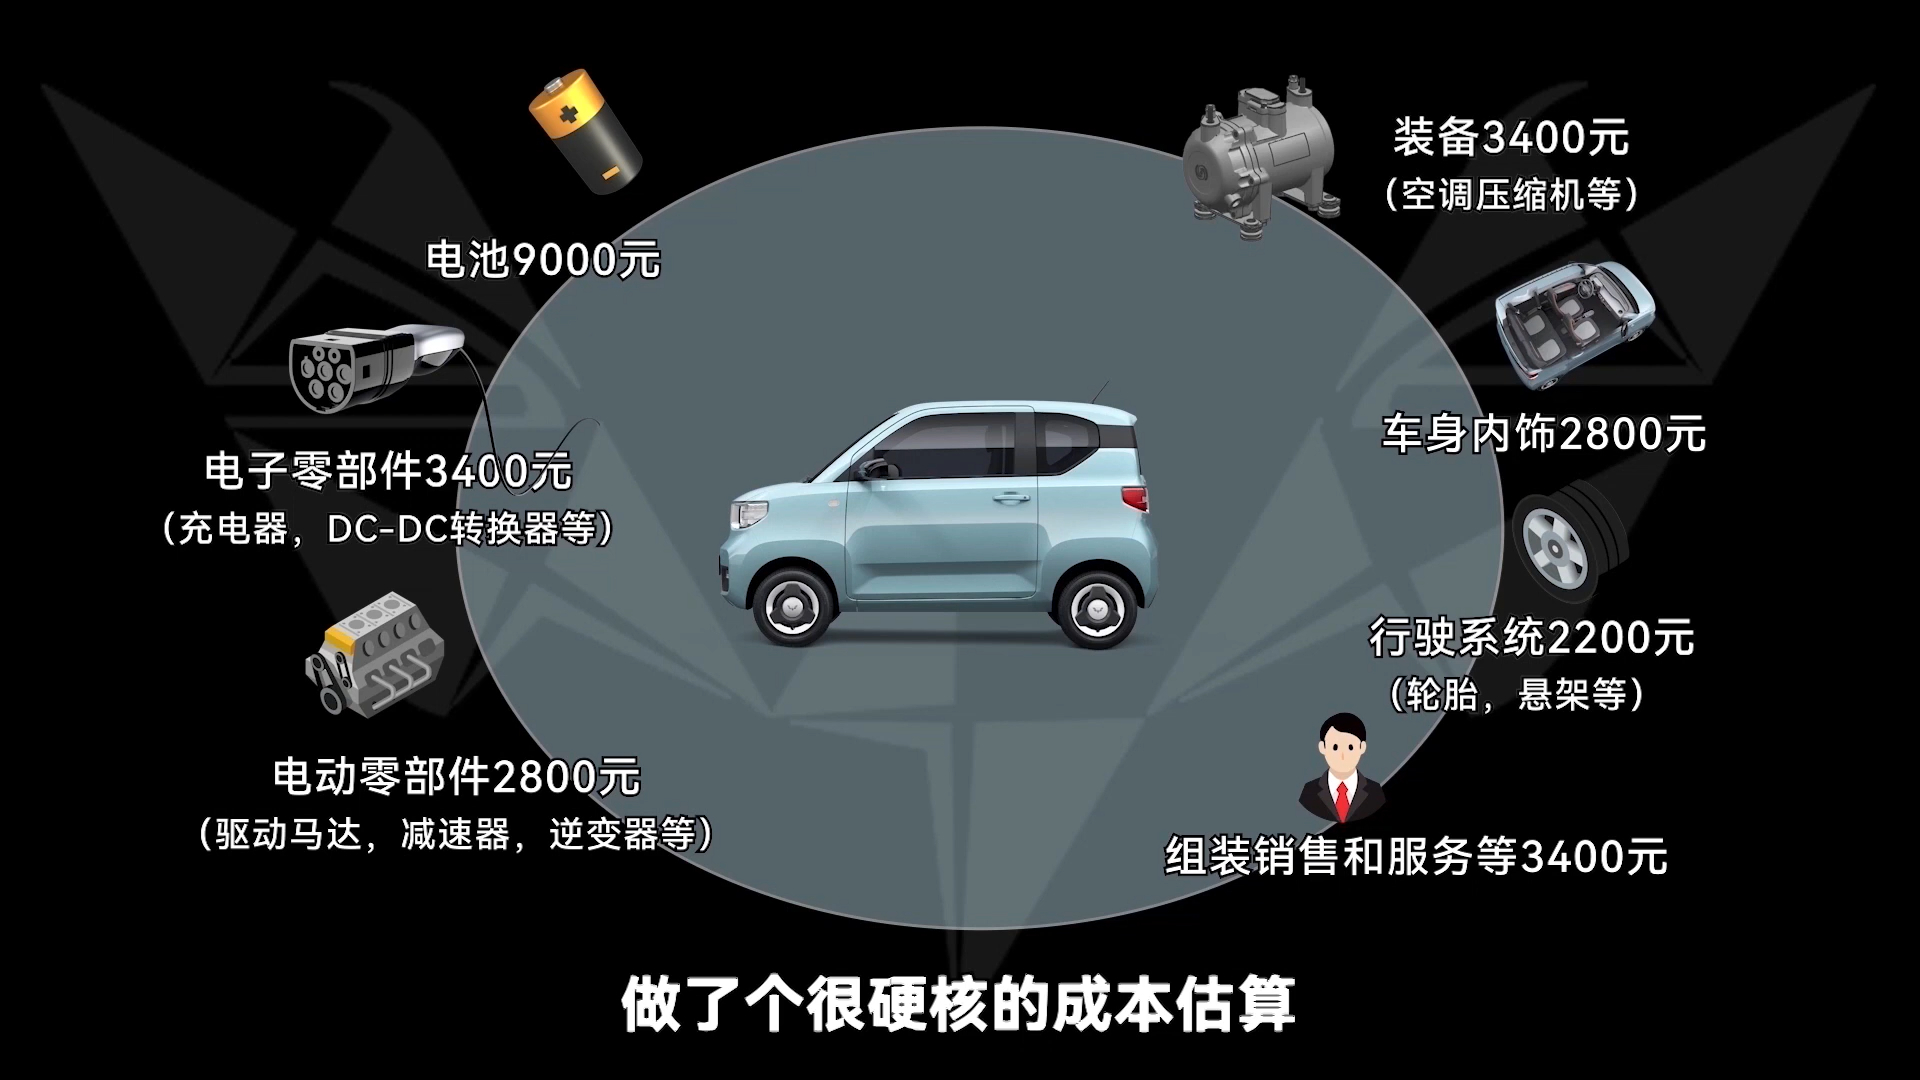 电池9000元
电子零部件3400元
（充电器，DC-DC转换器等）
电动零部件2800元
（驱动马达，减速器，逆变器等）
装备3400元
（空调压缩机等）
车身内饰2800元
行驶系统2200元
（轮胎，悬架等）
组装销售和服务等3400元
做了个很硬核的成本估算